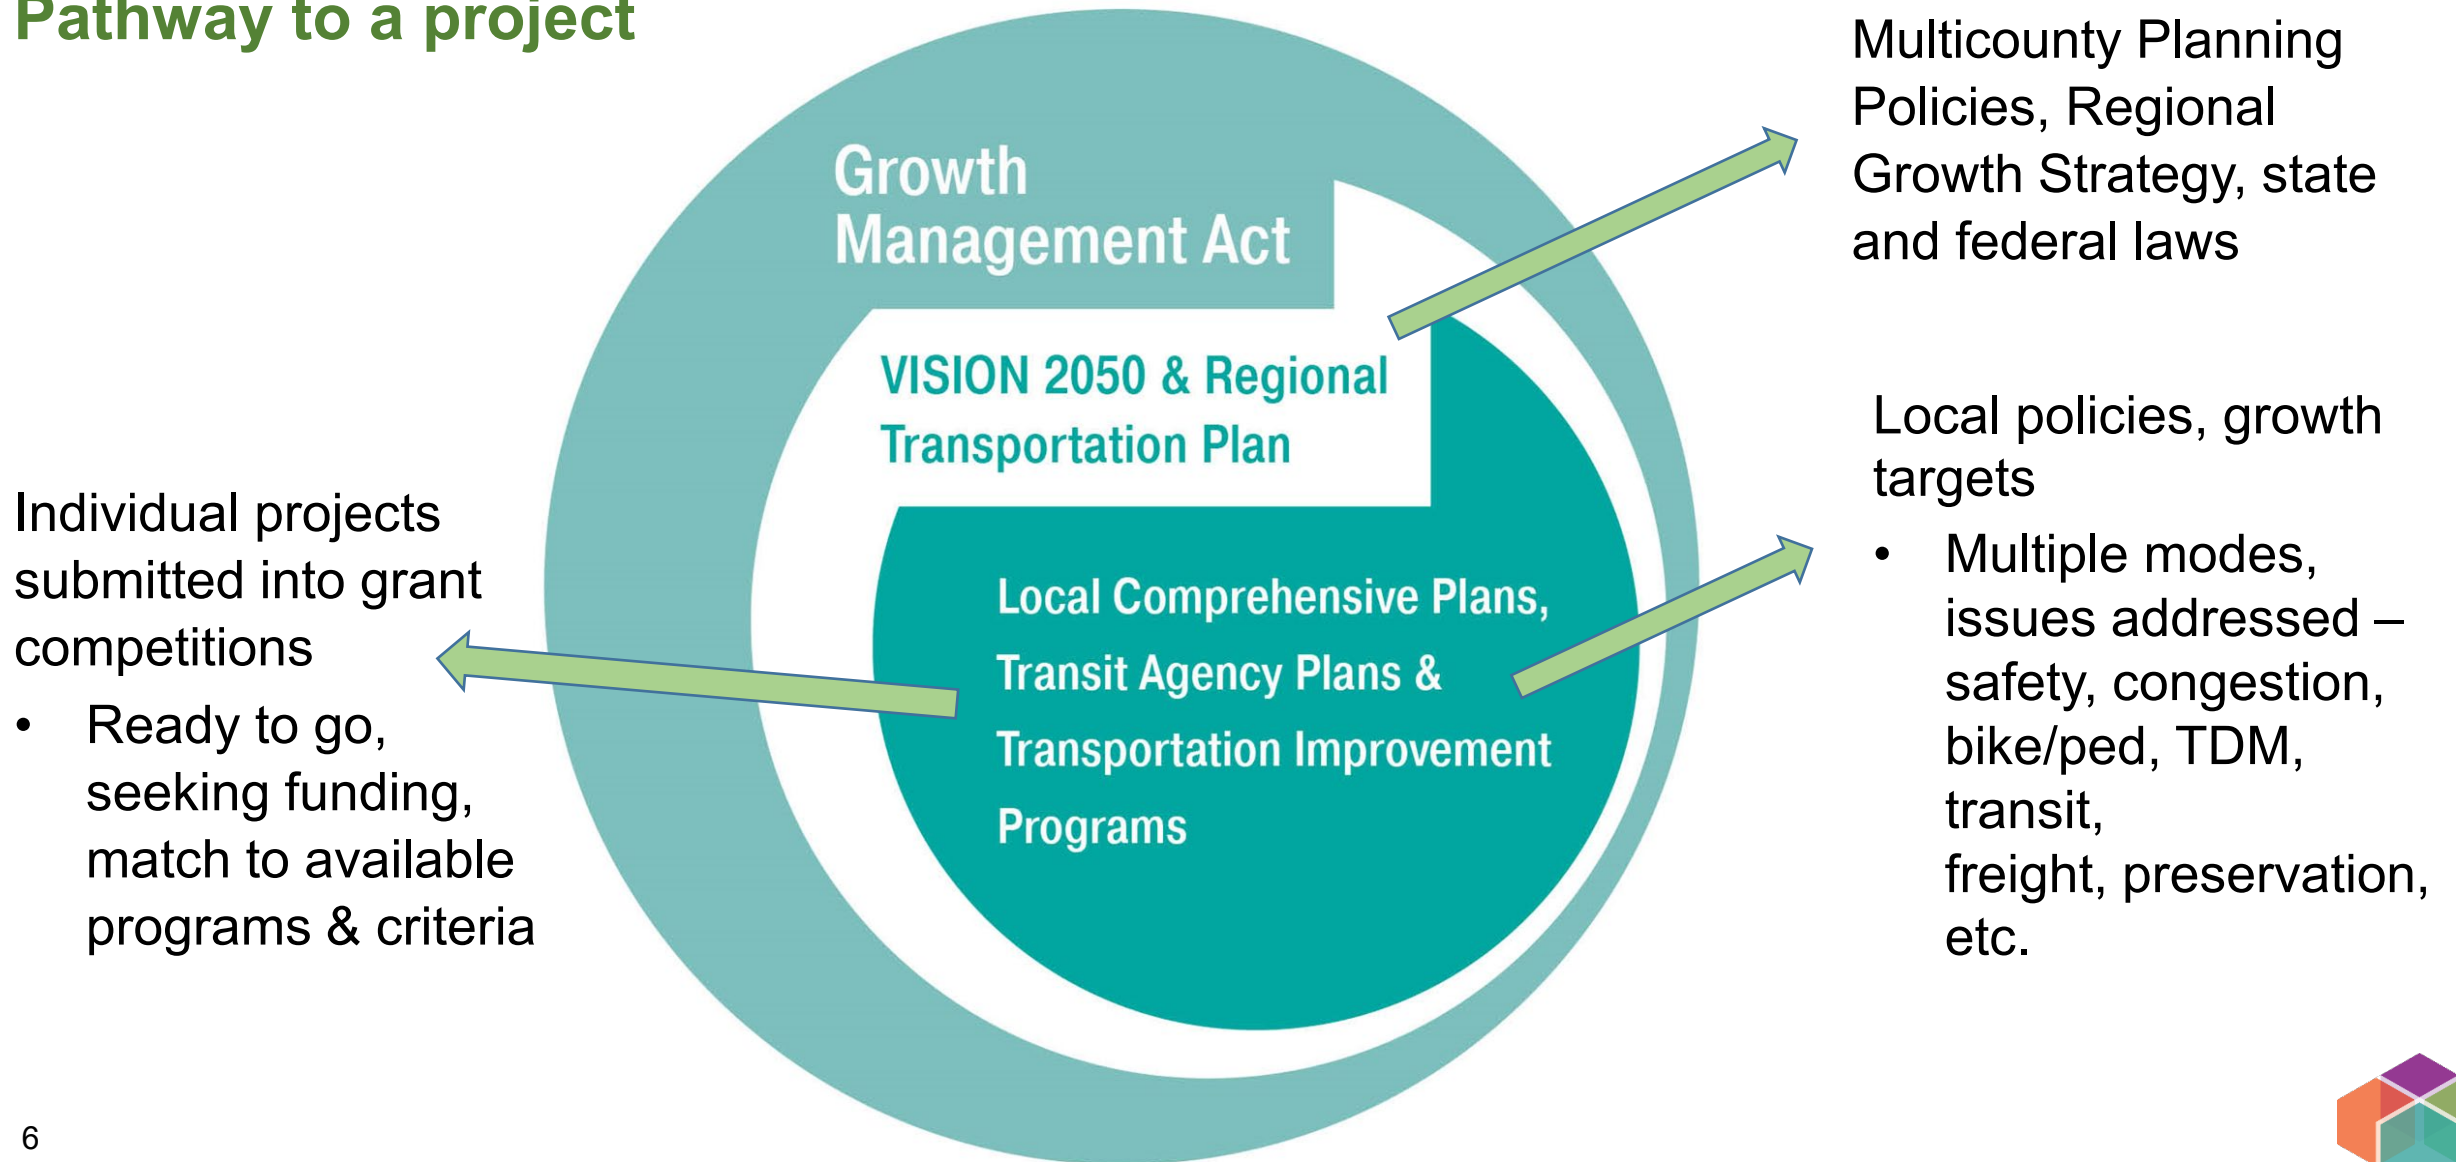 Pathway to a project
Growth
Management Act
VISION 2050 & Regional
Transportation Plan
Local Comprehensive Plans,
Transit Agency Plans &
Transportation Improvement
Programs
Multicounty Planning
Policies, Regional
Growth Strategy, state
and federal laws
Local policies, growth
targets
• Multiple modes,
issues addressed –
safety, congestion,
bike/ped, TDM,
transit,
freight, preservation,
etc.
Individual projects
submitted into grant
competitions
• Ready to go,
seeking funding,
match to available
programs & criteria
6